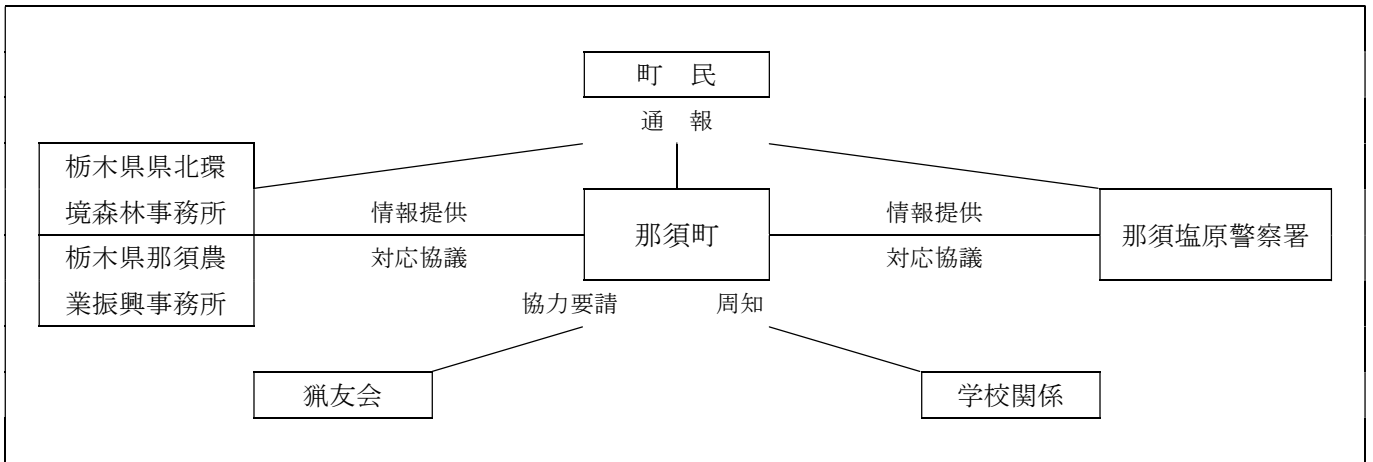 町　民
通　報
栃木県県北環
境森林事務所
情報提供
那須町
情報提供
那須塩原警察署
栃木県那須農
対応協議
対応協議
業振興事務所
協力要請
周知
猟友会
学校関係